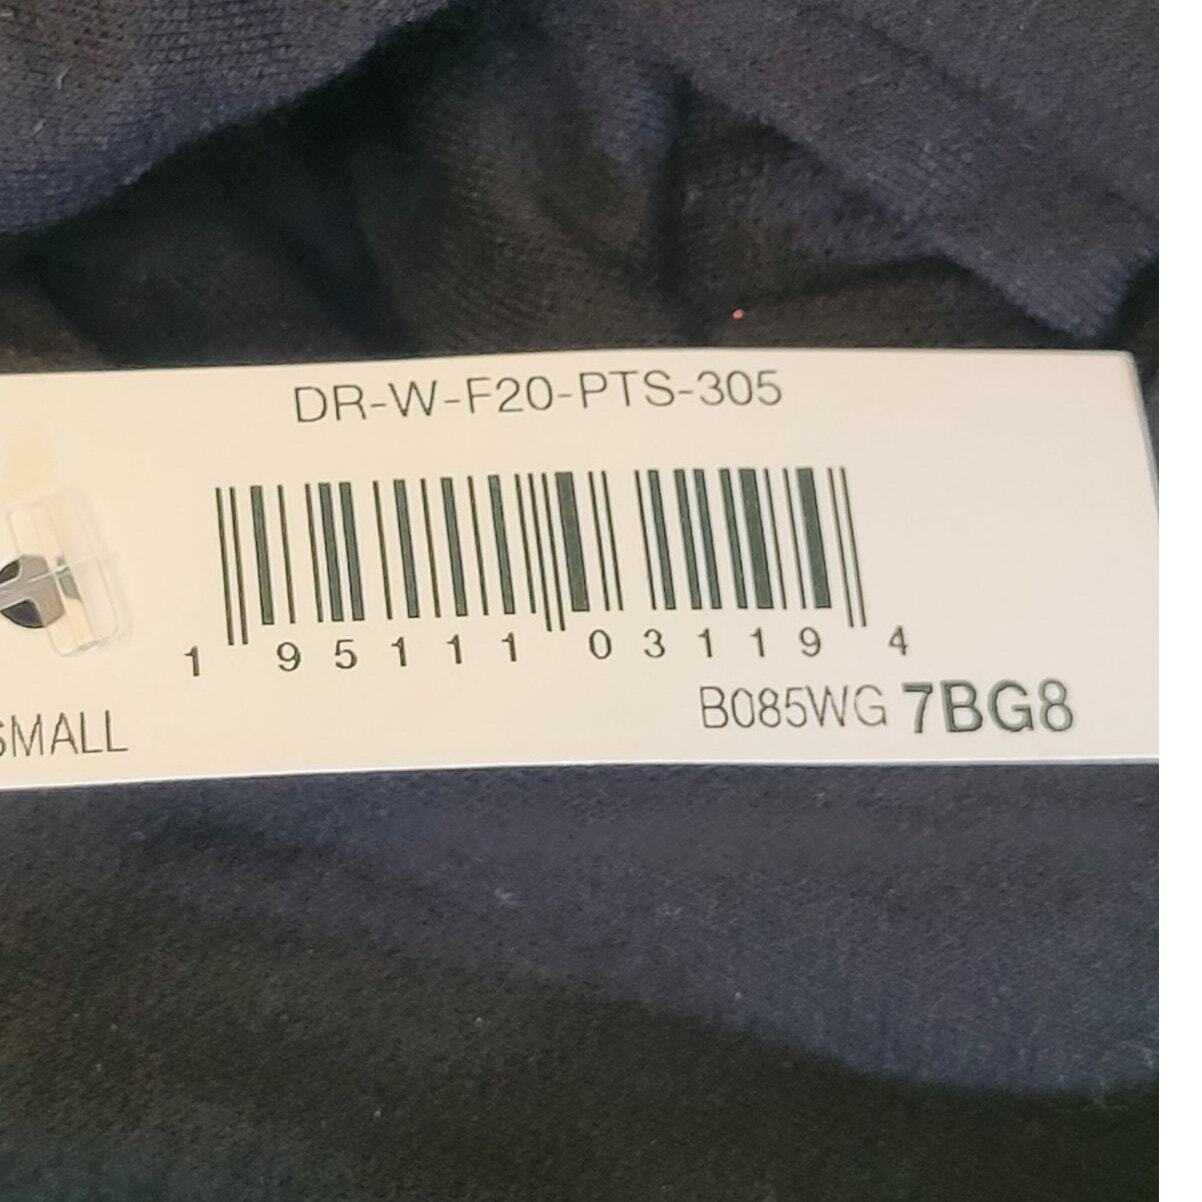 DR-W-F20-PTS-305
1 95111 03119 4
SMALL
B085WG 7BG8